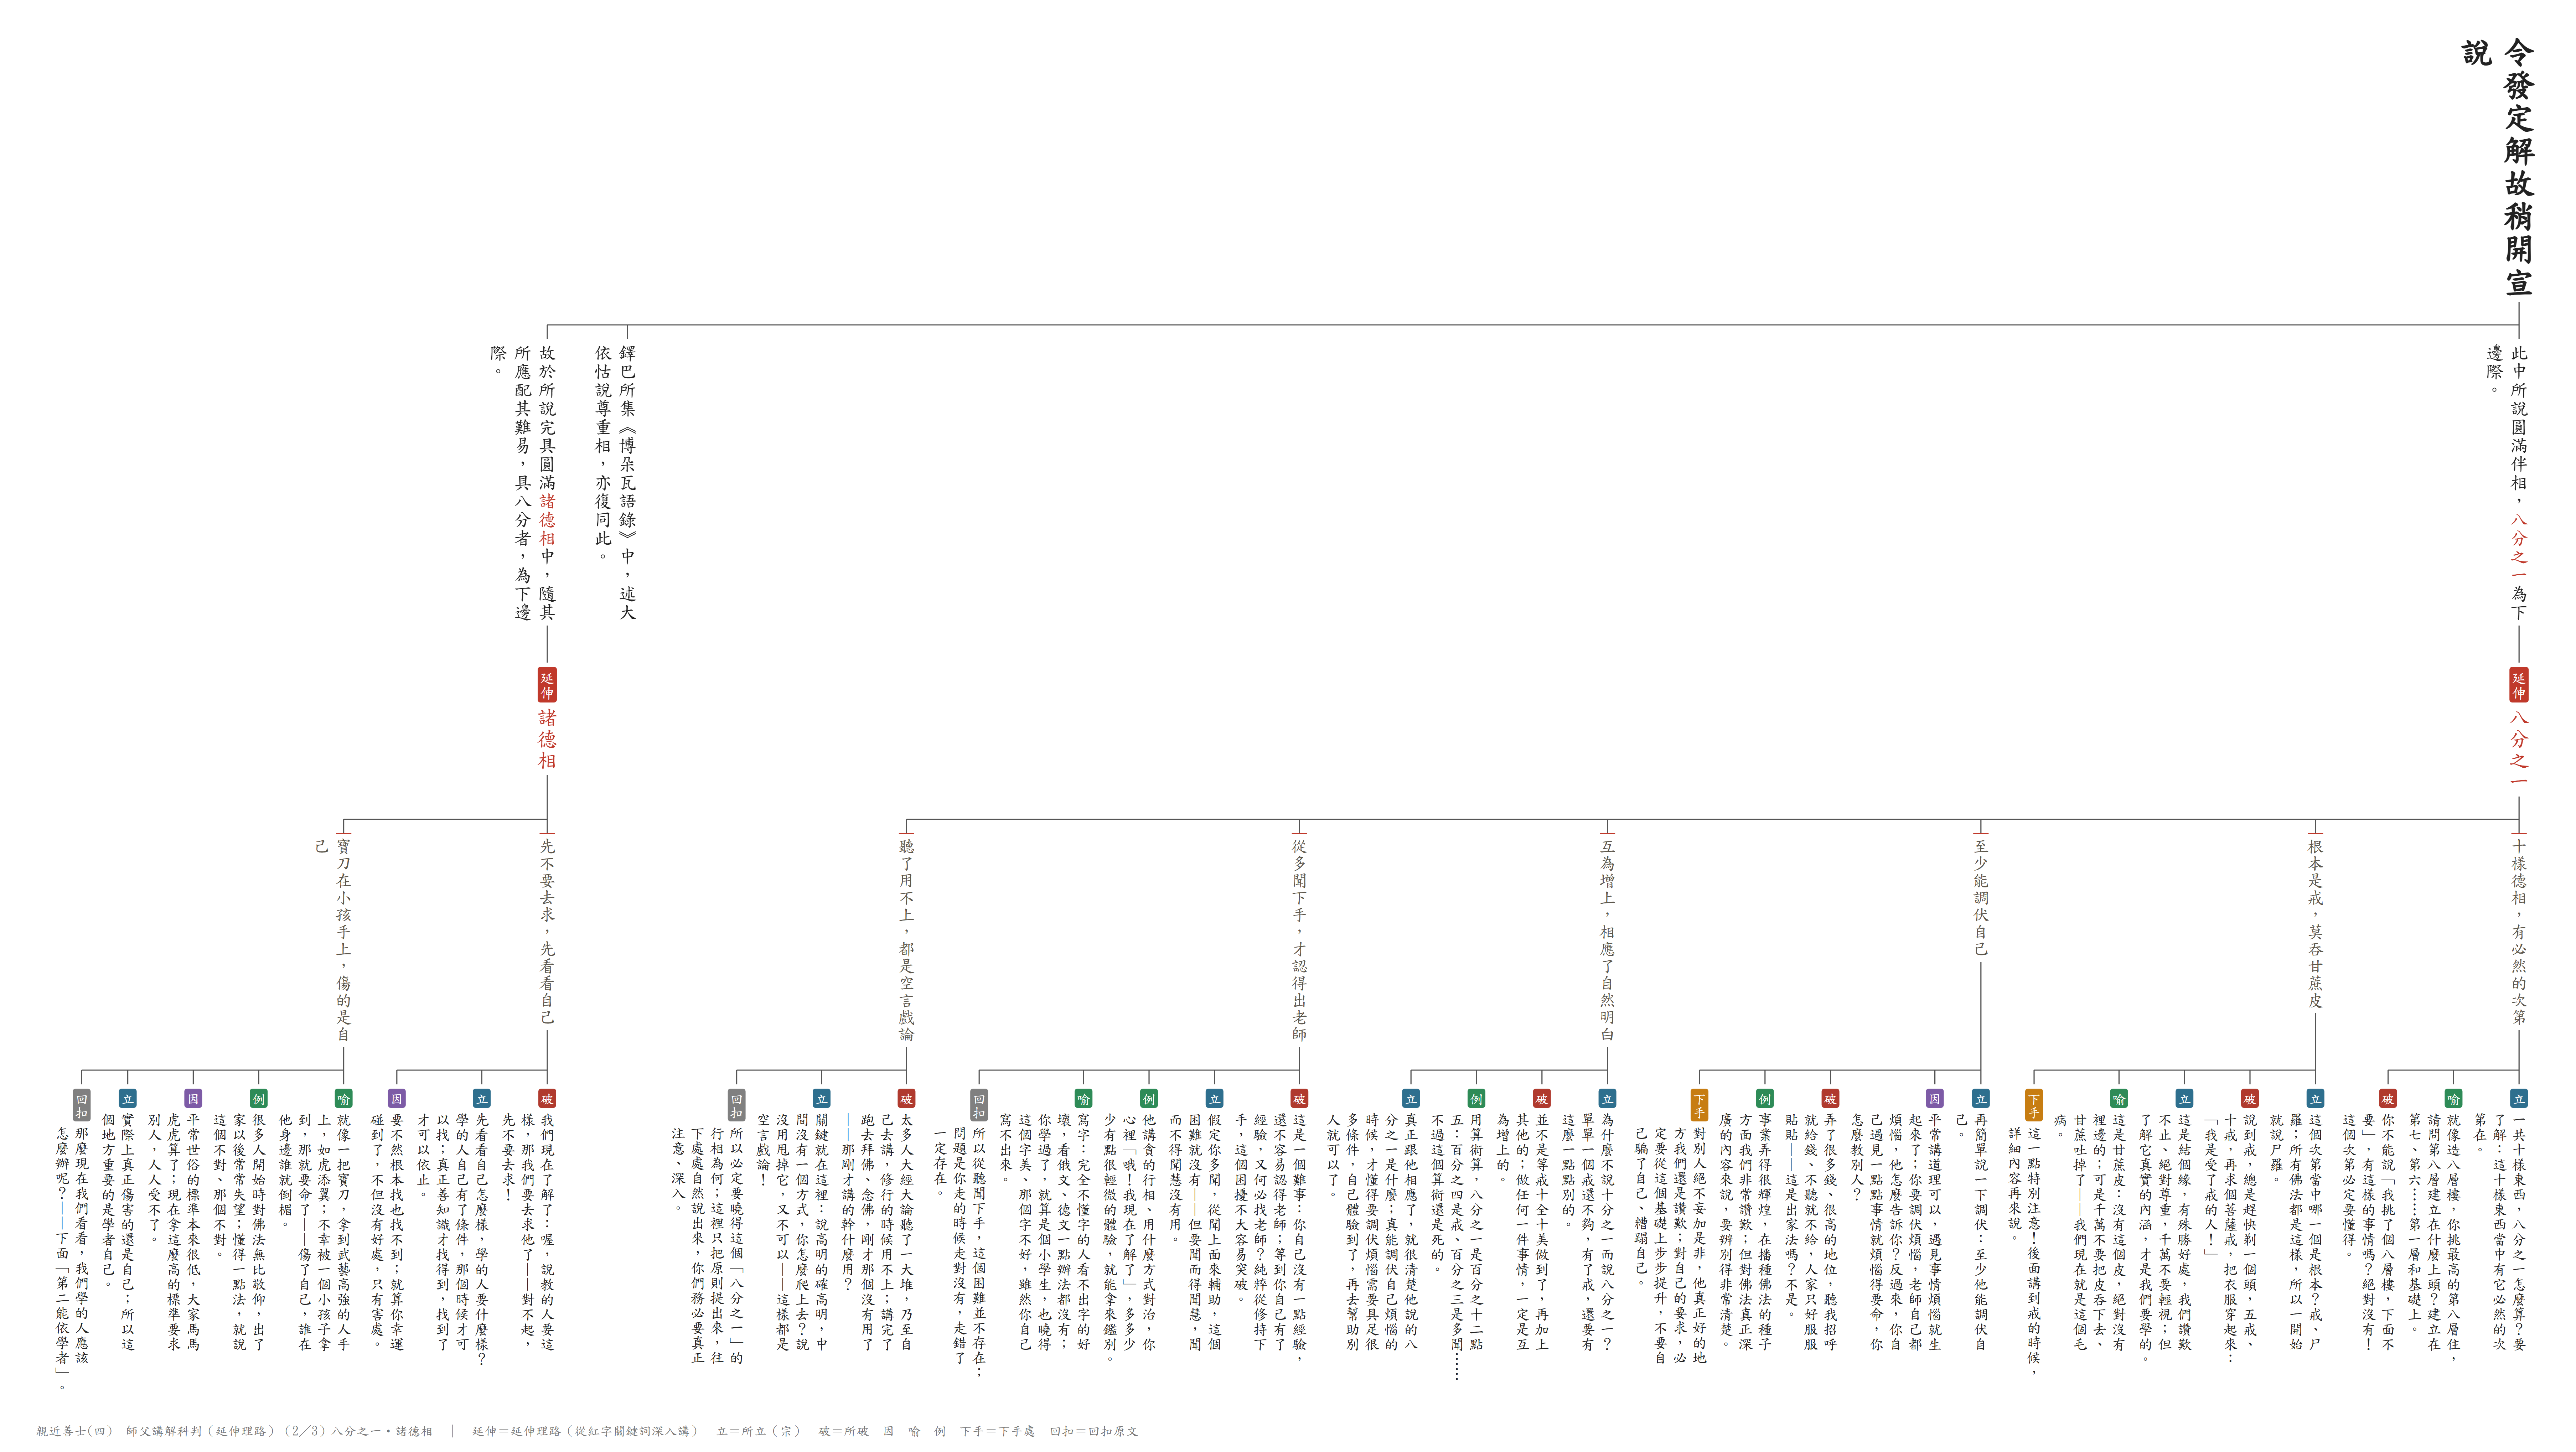 令發定解故稍開宣
說
此中所說圓滿伴相，八分之一為下
邊際。
鐸巴所集《博朵瓦語錄》中，述大
依怙說尊重相，亦復同此。
故於所說完具圓滿諸德相中，隨其
所應配其難易，具八分者，為下邊
際。
延伸
八分之一
延伸
諸德相
十樣德相，有必然的次第
根本是戒，莫吞甘蔗皮
至少能調伏自己
互為增上，相應了自然明白
從多聞下手，才認得出老師
聽了用不上，都是空言戲論
先不要去求，先看看自己
寶刀在小孩手上，傷的是自
己
立
一共十樣東西，八分之一怎麼算？要
了解：這十樣東西當中有它必然的次
第在。
喻
就像造八層樓，你挑最高的第八層住，
請問第八層建立在什麼上頭？建立在
第七、第六……第一層和基礎上。
破
你不能說「我挑了個八層樓，下面不
要」，有這樣的事情嗎？絕對沒有！
這個次第必定要懂得。
立
這個次第當中哪一個是根本？戒、尸
羅；所有佛法都是這樣，所以一開始
就說尸羅。
破
說到戒，總是趕快剃一個頭，五戒、
十戒，再求個菩薩戒，把衣服穿起來：
「我是受了戒的人！」
立
這是結個緣，有殊勝好處，我們讚歎
不止、絕對尊重，千萬不要輕視；但
了解它真實的內涵，才是我們要學的。
喻
這是甘蔗皮：沒有這個皮，絕對沒有
裡邊的；可是千萬不要把皮吞下去、
甘蔗吐掉了——我們現在就是這個毛
病。
下手
這一點特別注意！後面講到戒的時候，
詳細內容再來說。
立
再簡單說一下調伏：至少他能調伏自
己。
因
平常講道理可以，遇見事情煩惱就生
起來了；你要調伏煩惱，老師自己都
煩惱，他怎麼告訴你？反過來，你自
己遇見一點點事情就煩惱得要命，你
怎麼教別人？
破
弄了很多錢、很高的地位，聽我招呼
就給錢、不聽就不給，人家只好服服
貼貼——這是出家法嗎？不是。
例
事業弄得很輝煌，在播種佛法的種子
方面我們非常讚歎；但對佛法真正深
廣的內容來說，要辨別得非常清楚。
下手
對別人絕不妄加是非，他真正好的地
方我們還是讚歎；對自己的要求，必
定要從這個基礎上步步提升，不要自
己騙了自己、糟蹋自己。
立
為什麼不說十分之一而說八分之一？
單單一個戒還不夠，有了戒，還要有
這麼一點點別的。
破
並不是等戒十全十美做到了，再加上
其他的；做任何一件事情，一定是互
為增上的。
例
用算術算，八分之一是百分之十二點
五：百分之四是戒、百分之三是多聞……
不過這個算術還是死的。
立
真正跟他相應了，就很清楚他說的八
分之一是什麼；真能調伏自己煩惱的
時候，才懂得要調伏煩惱需要具足很
多條件，自己體驗到了，再去幫助別
人就可以了。
破
這是一個難事：你自己沒有一點經驗，
還不容易認得老師；等到你自己有了
經驗，又何必找老師？純粹從修持下
手，這個困擾不大容易突破。
立
假定你多聞，從聞上面來輔助，這個
困難就沒有——但要聞而得聞慧，聞
而不得聞慧沒有用。
例
他講貪的行相、用什麼方式對治，你
心裡「哦！我現在了解了」，多多少
少有點很輕微的體驗，就能拿來鑑別。
喻
寫字：完全不懂字的人看不出字的好
壞，看俄文、德文一點辦法都沒有；
你學過了，就算是個小學生，也曉得
這個字美、那個字不好，雖然你自己
寫不出來。
回扣
所以從聽聞下手，這個困難並不存在；
問題是你走的時候走對沒有，走錯了
一定存在。
破
太多人大經大論聽了一大堆，乃至自
己去講，修行的時候用不上；講完了
跑去拜佛、念佛，剛才那個沒有用了
——那剛才講的幹什麼用？
立
關鍵就在這裡：說高明的確高明，中
間沒有一個方式，你怎麼爬上去？說
沒用甩掉它，又不可以——這樣都是
空言戲論！
回扣
所以必定要曉得這個「八分之一」的
行相為何；這裡只把原則提出來，往
下處處自然說出來，你們務必要真正
注意、深入。
破
我們現在了解了：喔，說教的人要這
樣，那我們要去求他了——對不起，
先不要去求！
立
先看看自己怎麼樣，學的人要什麼樣？
學的人自己有了條件，那個時候才可
以找；真正善知識才找得到，找到了
才可以依止。
因
要不然根本找也找不到；就算你幸運
碰到了，不但沒有好處，只有害處。
喻
就像一把寶刀，拿到武藝高強的人手
上，如虎添翼；不幸被一個小孩子拿
到，那就要命了——傷了自己，誰在
他身邊誰就倒楣。
例
很多人開始時對佛法無比敬仰，出了
家以後常常失望；懂得一點法，就說
這個不對、那個不對。
因
平常世俗的標準本來很低，大家馬馬
虎虎算了；現在拿這麼高的標準要求
別人，人人受不了。
立
實際上真正傷害的還是自己；所以這
個地方重要的是學者自己。
回扣
那麼現在我們看看，我們學的人應該
怎麼辦呢？——下面「第二能依學者」。
親近善士(四)　師父講解科判（延伸理路）（2/3）八分之一・諸德相　｜　延伸＝延伸理路（從紅字關鍵詞深入講）　立＝所立（宗）　破＝所破　因　喻　例　下手＝下手處　回扣＝回扣原文